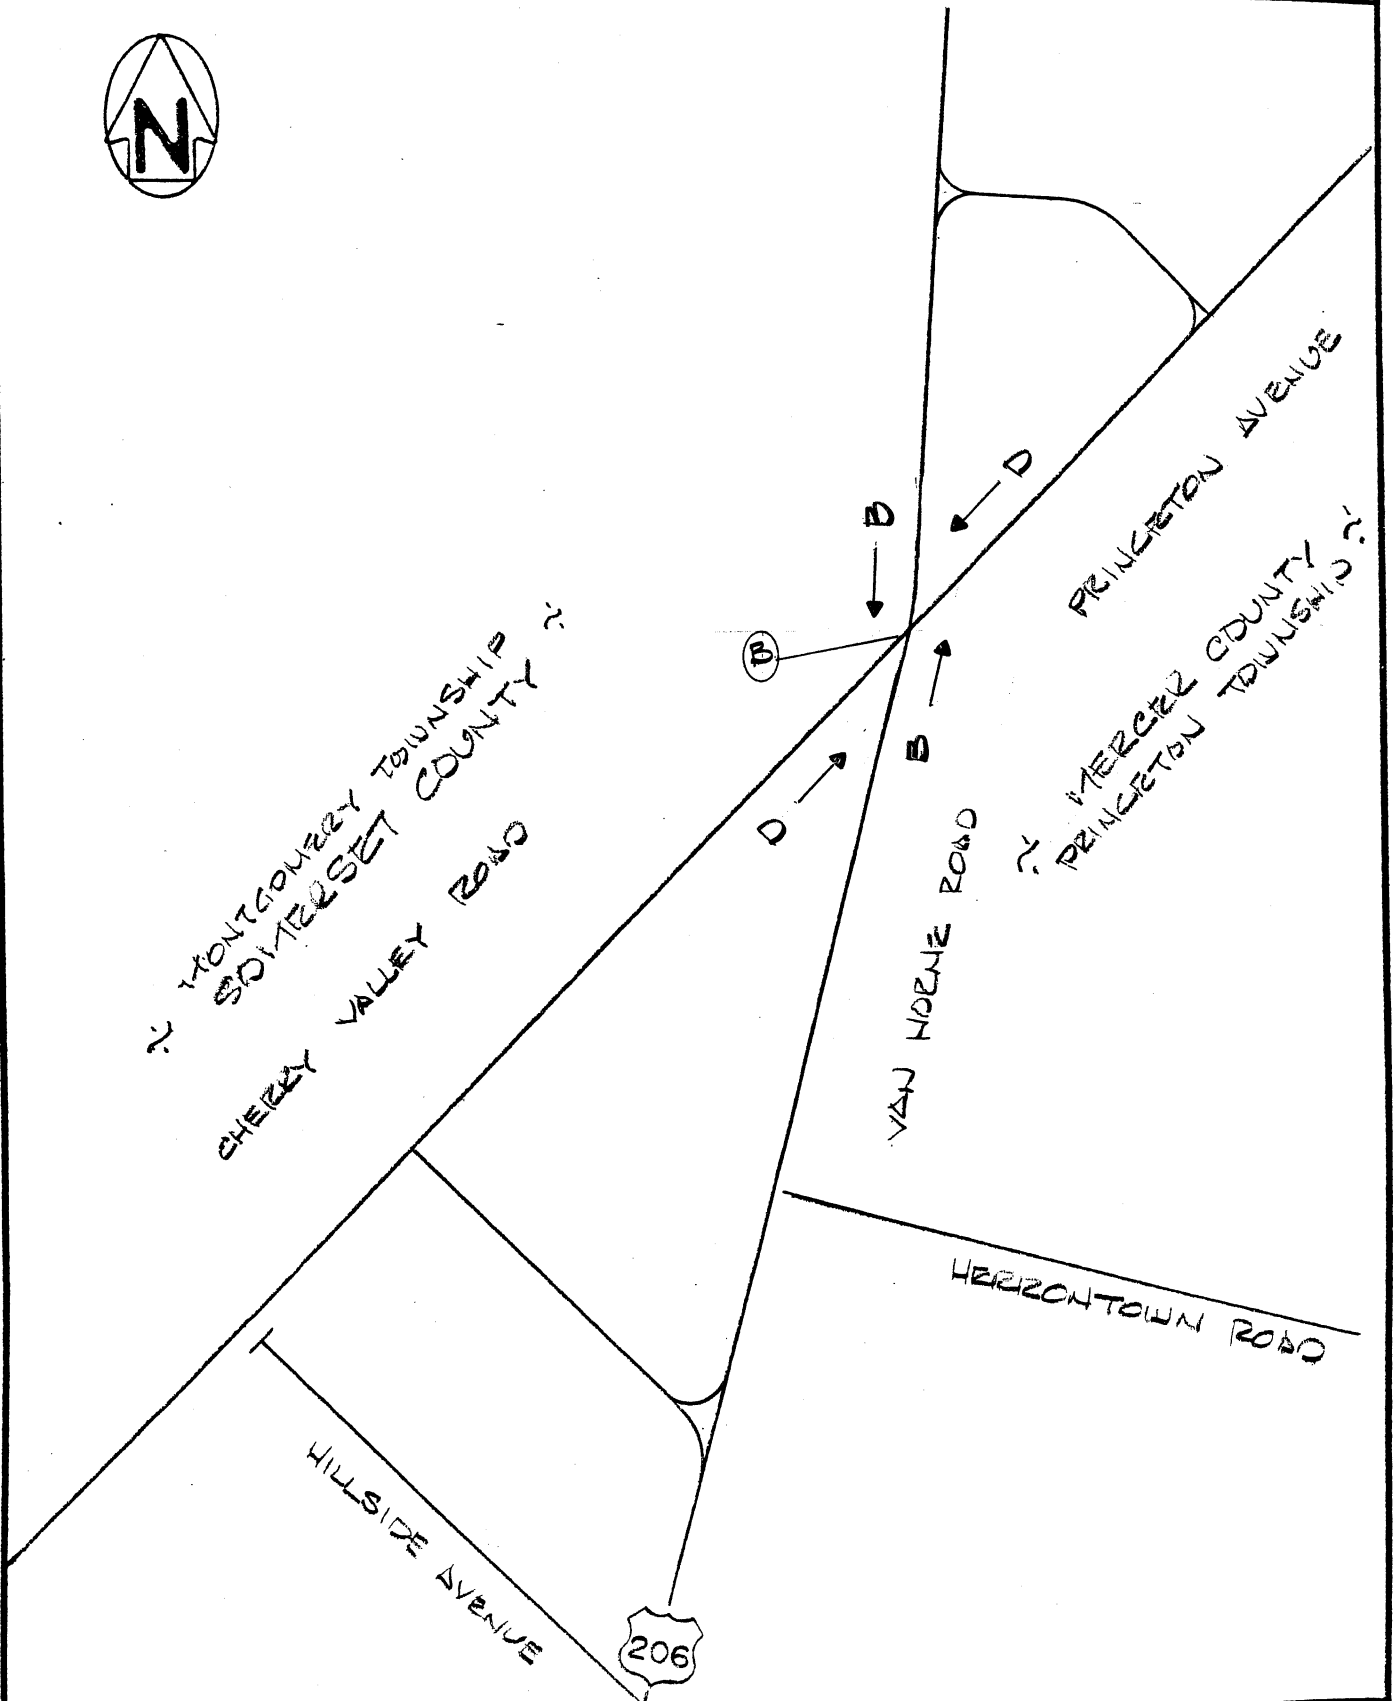 N
D
B
B
PRINCETON AVENUE
MERCER COUNTY
PRINCETON TOWNSHIP
MONTGOMERY TOWNSHIP
SOMERSET COUNTY
CHERRY VALLEY ROAD
B
D
VAN HORNE ROAD
HERRONTOWN ROAD
HILLSIDE AVENUE
206